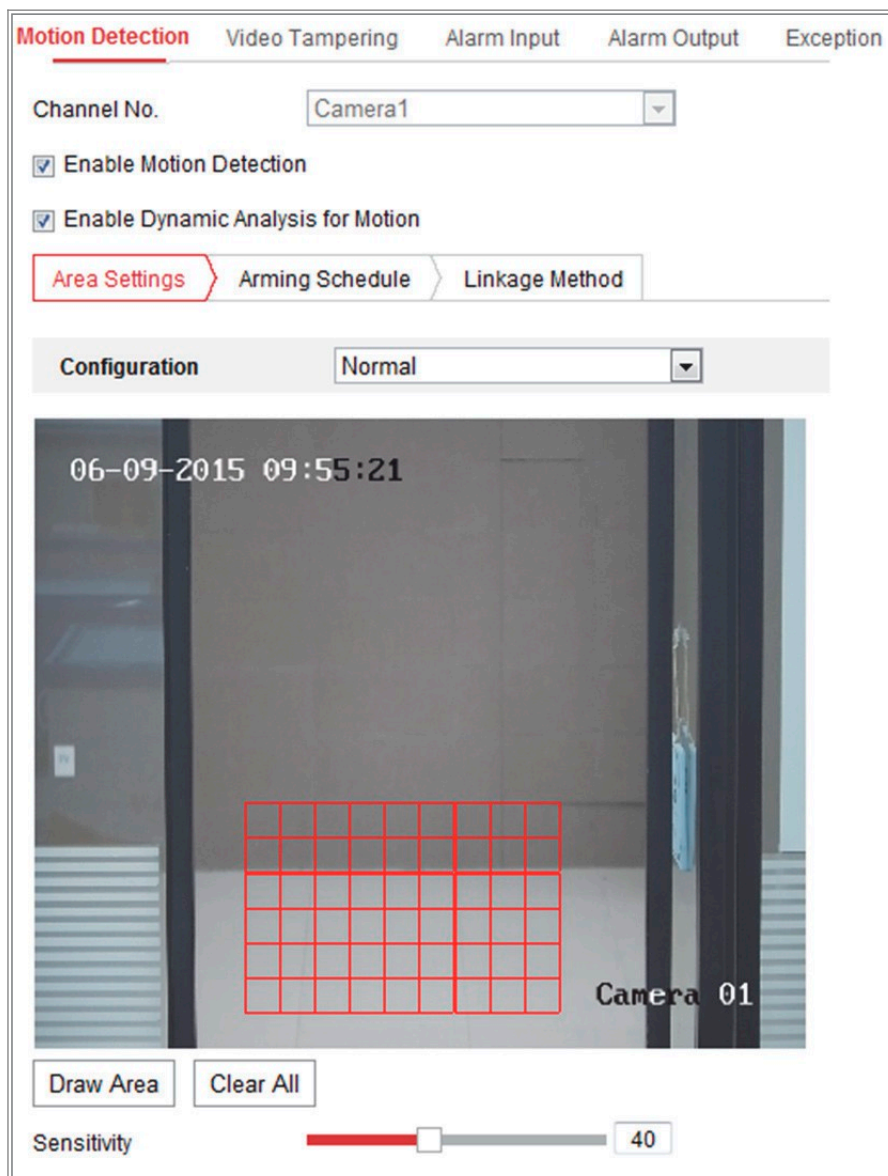 Motion Detection Video Tampering Alarm Input Alarm Output Exception
Channel No. Camera1
Enable Motion Detection
Enable Dynamic Analysis for Motion
Area Settings Arming Schedule Linkage Method
Configuration Normal
06-09-2015 09:55:21
Camera 01
Draw Area Clear All
Sensitivity 40